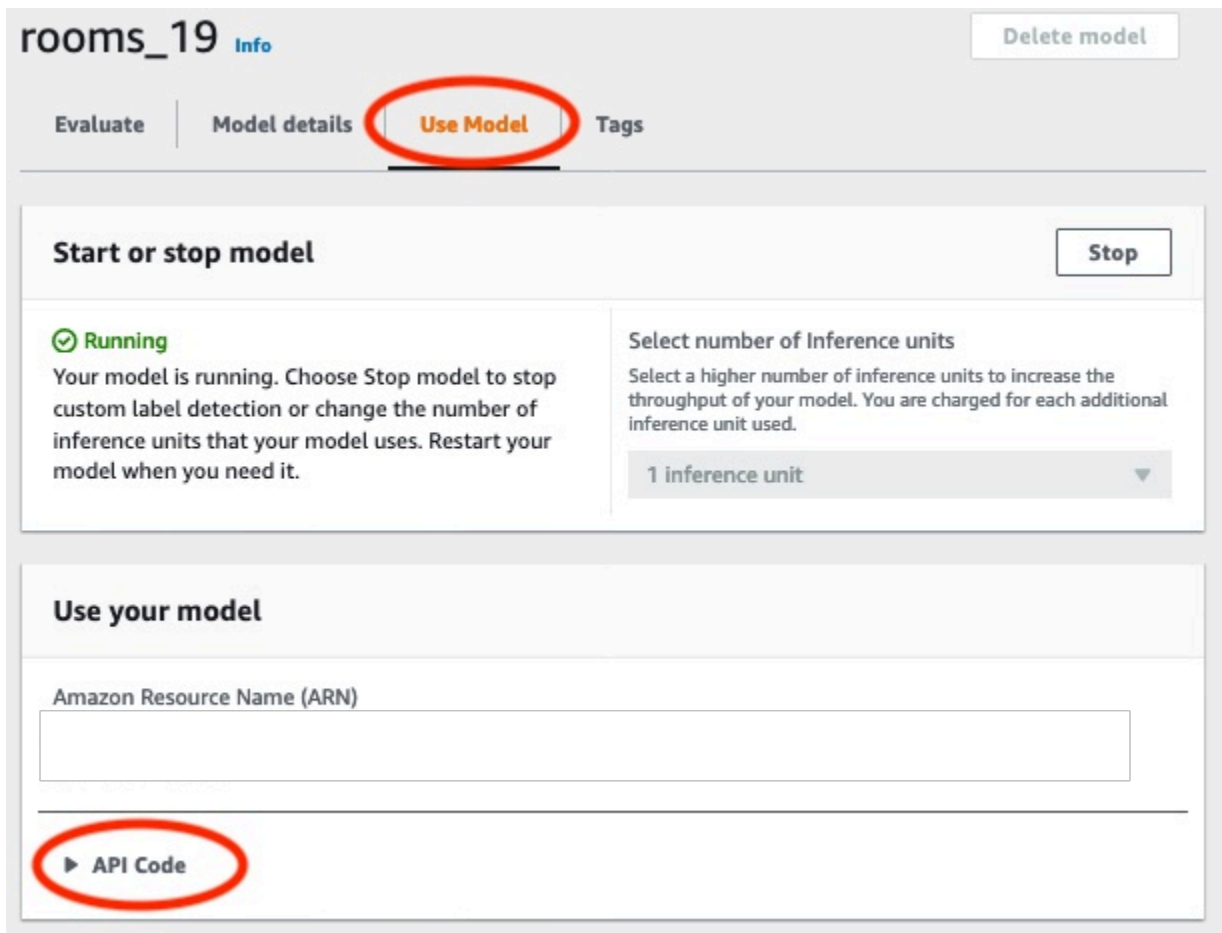 rooms_19 Info
Delete model
Evaluate
Model details
Use Model
Tags
Start or stop model
Stop
Running
Your model is running. Choose Stop model to stop
custom label detection or change the number of
inference units that your model uses. Restart your
model when you need it.
Select number of Inference units
Select a higher number of inference units to increase the
throughput of your model. You are charged for each additional
inference unit used.
1 inference unit
Use your model
Amazon Resource Name (ARN)
API Code